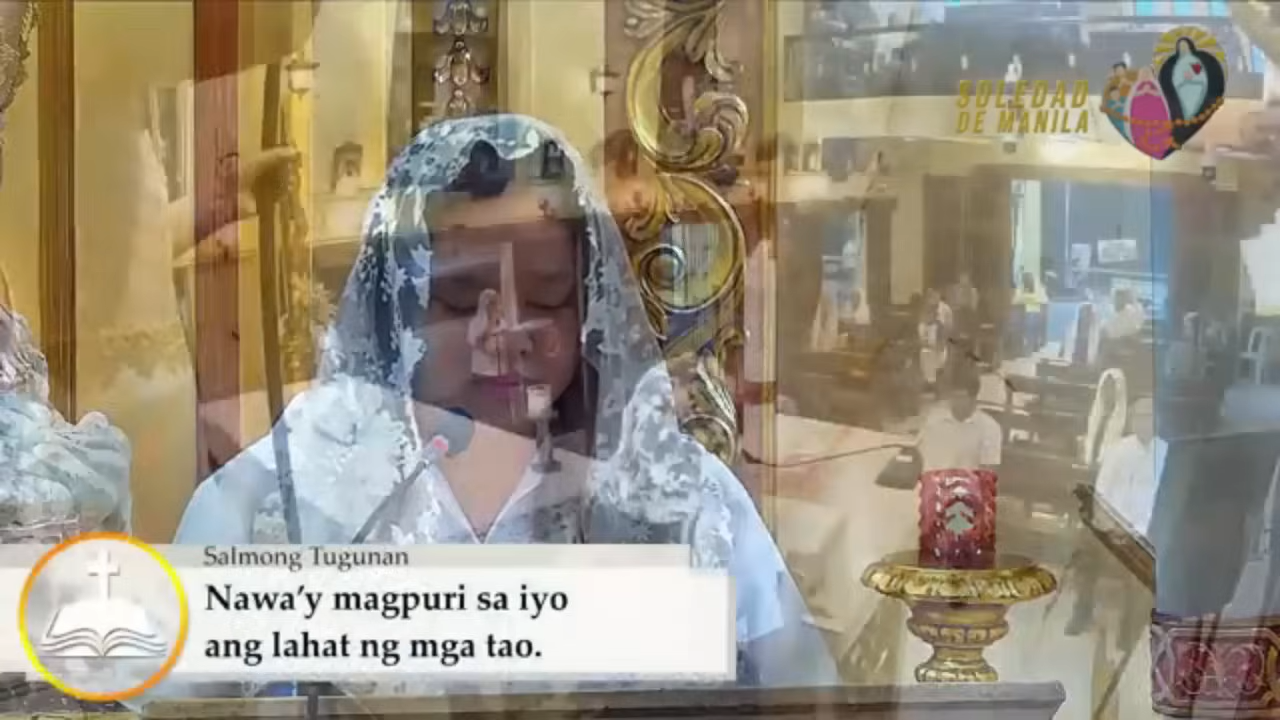 SOLEDAD
DE MANILA
Salmong Tugunan
Nawa'y magpuri sa iyo
ang lahat ng mga tao.